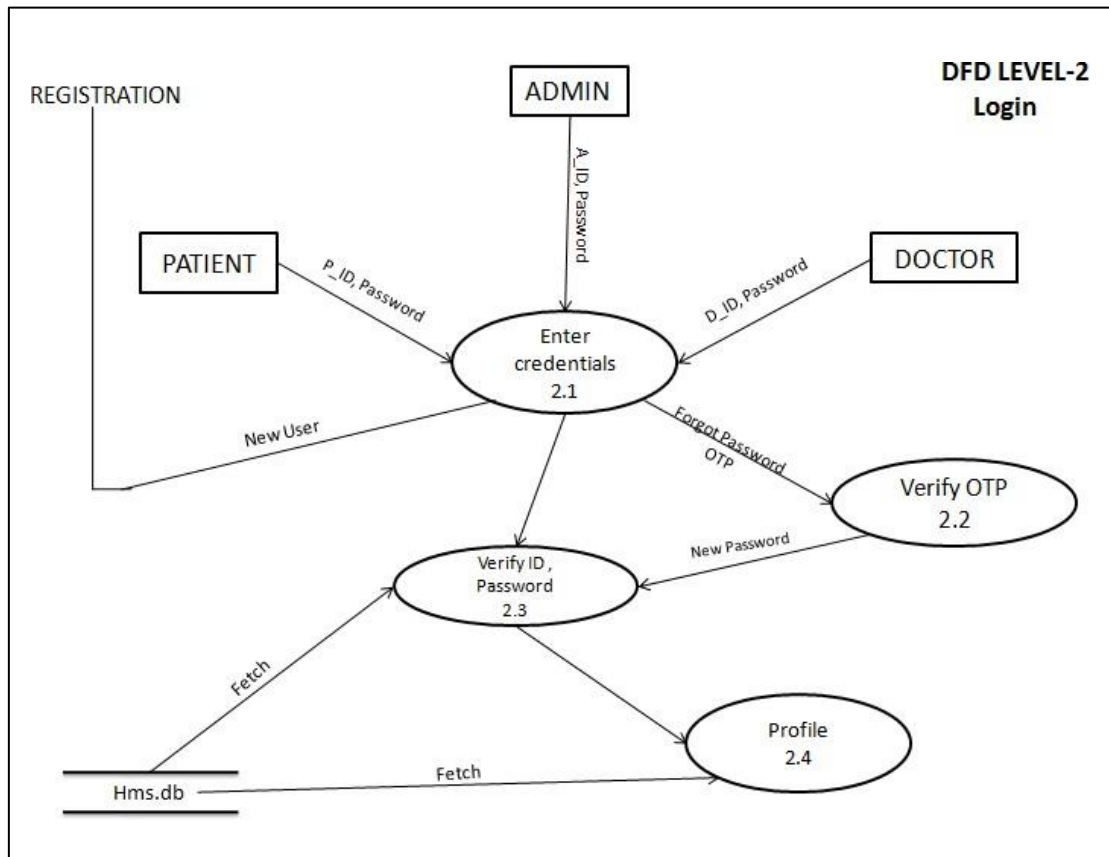 DFD LEVEL-2
Login
REGISTRATION
ADMIN
A_ID, Password
PATIENT
P_ID, Password
DOCTOR
D_ID, Password
Enter
credentials
2.1
New User
Forgot Password
OTP
Verify OTP
2.2
New Password
Verify ID ,
Password
2.3
Fetch
Profile
2.4
Fetch
Hms.db